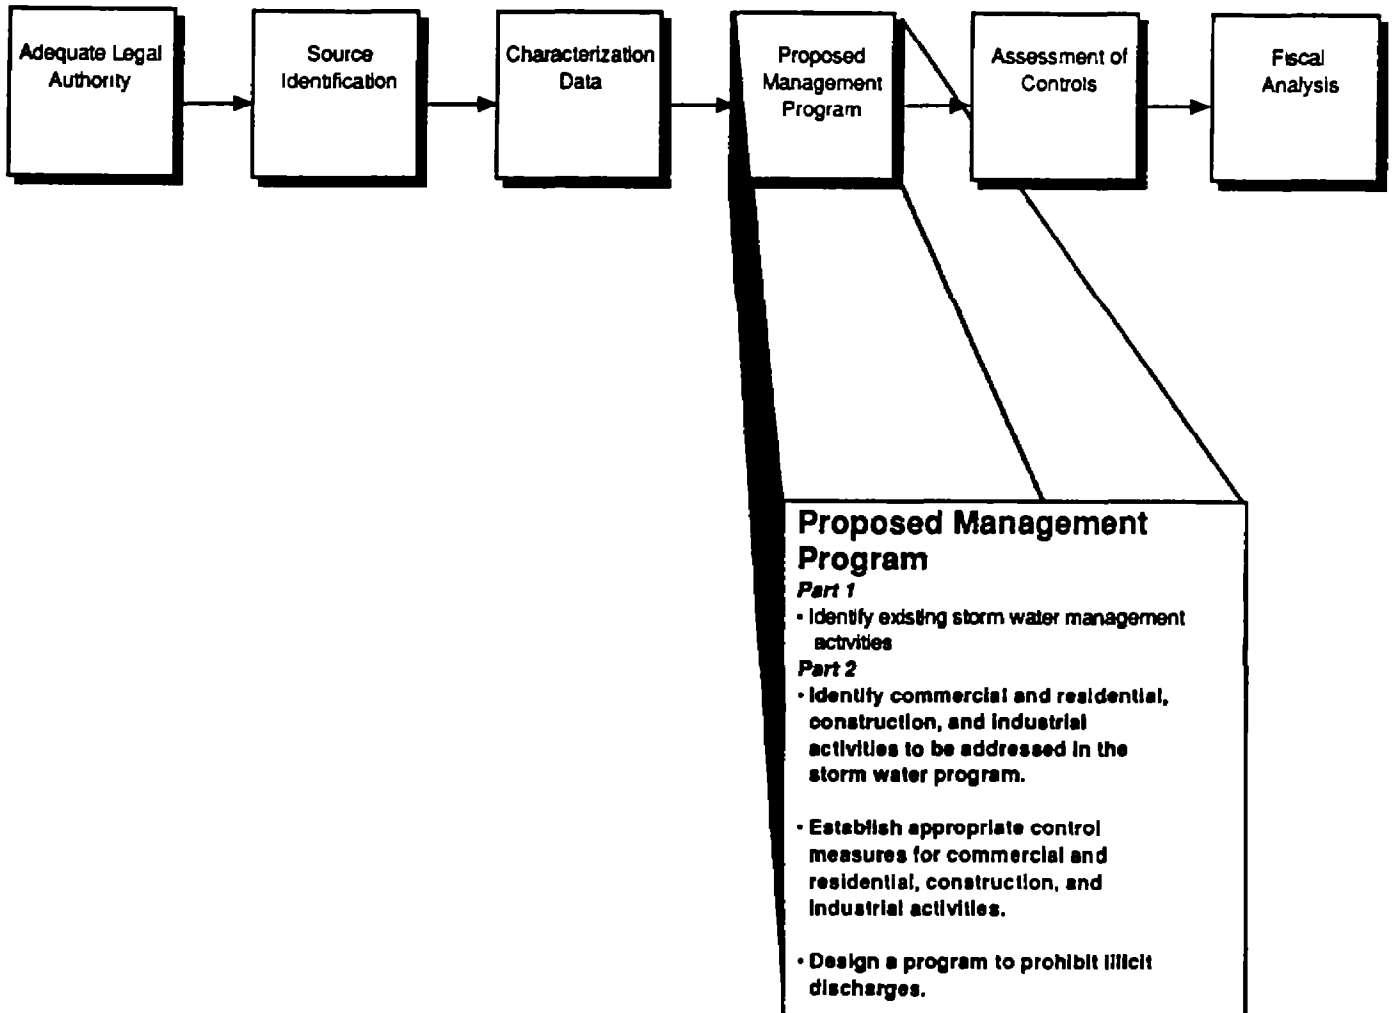 Adequate Legal
Authority
Source
Identification
Characterization
Data
Proposed
Management
Program
Assessment of
Controls
Fiscal
Analysis
Proposed Management
Program
Part 1
• Identify existing storm water management
activities
Part 2
• Identify commercial and residential,
construction, and industrial
activities to be addressed in the
storm water program.
• Establish appropriate control
measures for commercial and
residential, construction, and
industrial activities.
• Design a program to prohibit illicit
discharges.